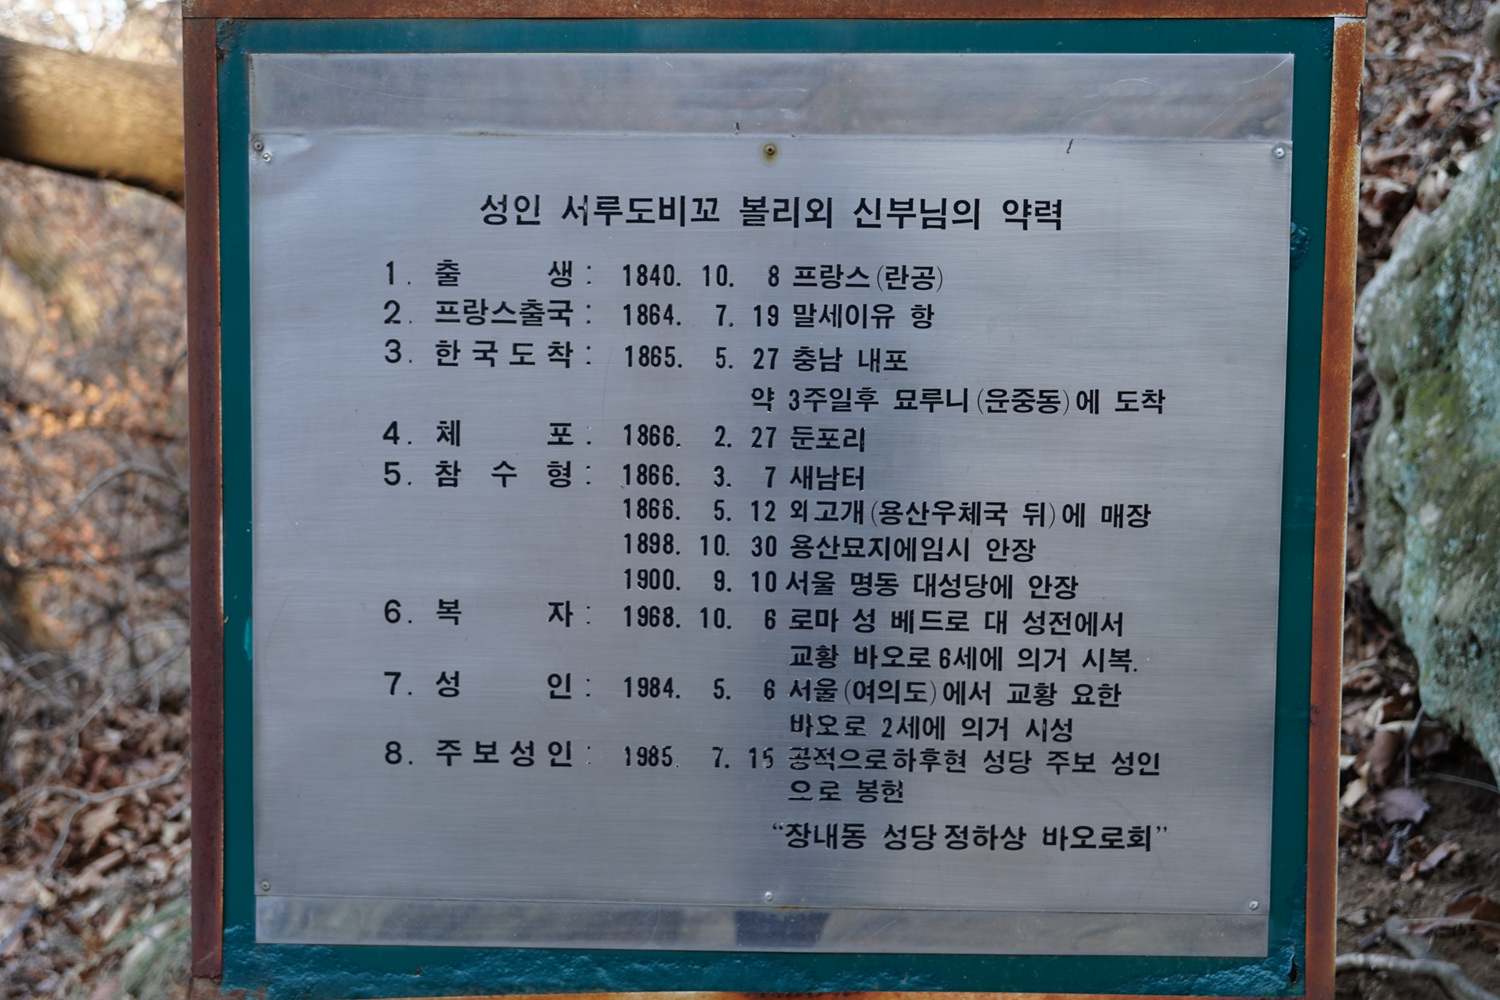 성인 서루도비꼬 볼리외 신부님의 약력
1. 출 생: 1840. 10. 8 프랑스(란공)
2. 프랑스출국: 1864. 7. 19 말세이유 항
3. 한국도착: 1865. 5. 27 충남 내포
약 3주일후 묘루니(운중동)에 도착
4. 체 포: 1866. 2. 27 둔포리
5. 참 수 형: 1866. 3. 7 새남터
1866. 5. 12 외고개(용산우체국 뒤)에 매장
1898. 10. 30 용산묘지에임시 안장
1900. 9. 10 서울 명동 대성당에 안장
6. 복 자: 1968. 10. 6 로마 성 베드로 대 성전에서
교황 바오로 6세에 의거 시복.
7. 성 인: 1984. 5. 6 서울(여의도)에서 교황 요한
바오로 2세에 의거 시성
8. 주보성인: 1985. 7. 15 공적으로하후현 성당 주보 성인
으로 봉헌
“장내동 성당 정하상 바오로회”